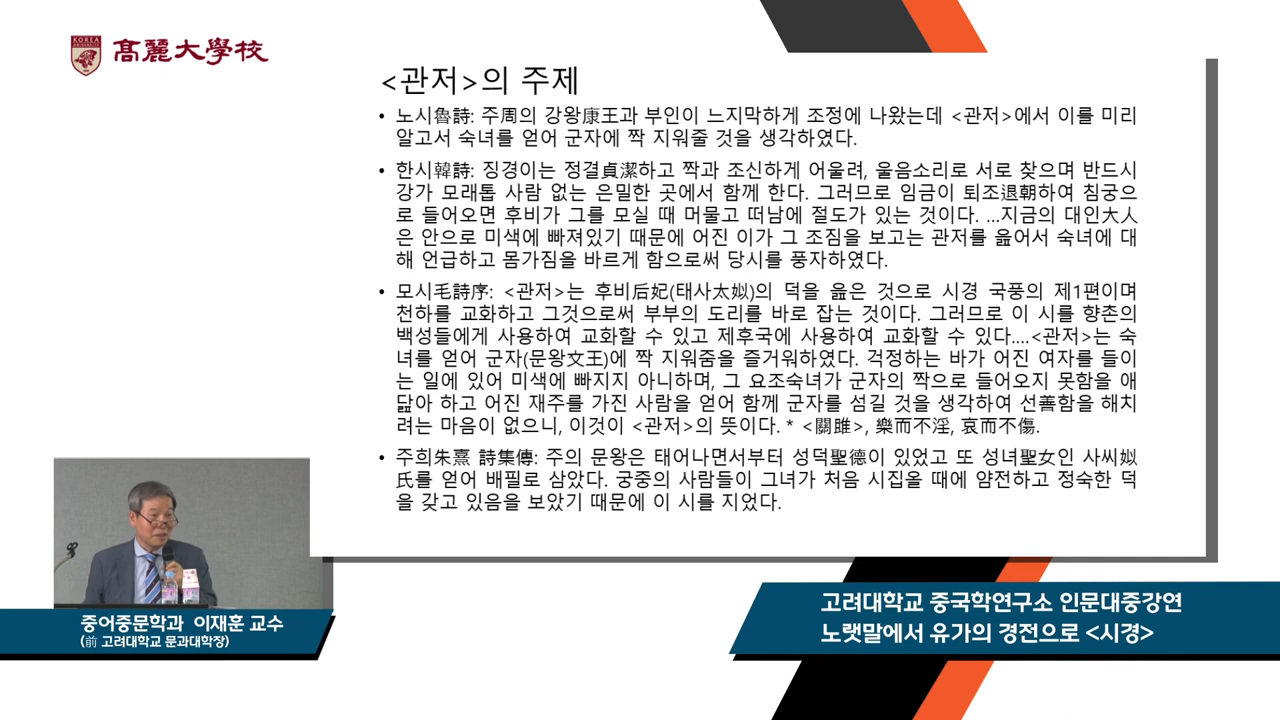 KOREA
髙麗大學校
<관저>의 주제
• 노시魯詩: 주周의 강왕康王과 부인이 느지막하게 조정에 나왔는데 <관저>에서 이를 미리
알고서 숙녀를 얻어 군자에 짝 지워줄 것을 생각하였다.
• 한시韓詩: 징경이는 정결貞潔하고 짝과 조신하게 어울려, 울음소리로 서로 찾으며 반드시
강가 모래톱 사람 없는 은밀한 곳에서 함께 한다. 그러므로 임금이 퇴조退朝하여 침궁으
로 들어오면 후비가 그를 모실 때 머물고 떠남에 절도가 있는 것이다. ...지금의 대인大人
은 안으로 미색에 빠져있기 때문에 어진 이가 그 조짐을 보고는 관저를 읊어서 숙녀에 대
해 언급하고 몸가짐을 바르게 함으로써 당시를 풍자하였다.
• 모시毛詩序: <관저>는 후비后妃(태사太姒)의 덕을 읊은 것으로 시경 국풍의 제1편이며
천하를 교화하고 그것으로써 부부의 도리를 바로 잡는 것이다. 그러므로 이 시를 향촌의
백성들에게 사용하여 교화할 수 있고 제후국에 사용하여 교화할 수 있다....<관저>는 숙
녀를 얻어 군자(문왕文王)에 짝 지워줌을 즐거워하였다. 걱정하는 바가 어진 여자를 들이
는 일에 있어 미색에 빠지지 아니하며, 그 요조숙녀가 군자의 짝으로 들어오지 못함을 애
닯아 하고 어진 재주를 가진 사람을 얻어 함께 군자를 섬길 것을 생각하여 선善함을 해치
려는 마음이 없으니, 이것이 <관저>의 뜻이다. * <關雎>, 樂而不淫, 哀而不傷.
• 주희朱熹 詩集傳: 주의 문왕은 태어나면서부터 성덕聖德이 있었고 또 성녀聖女인 사씨姒
氏를 얻어 배필로 삼았다. 궁중의 사람들이 그녀가 처음 시집올 때에 얌전하고 정숙한 덕
을 갖고 있음을 보았기 때문에 이 시를 지었다.
중어중문학과 이재훈 교수
(前 고려대학교 문과대학장)
고려대학교 중국학연구소 인문대중강연
노랫말에서 유가의 경전으로 <시경>